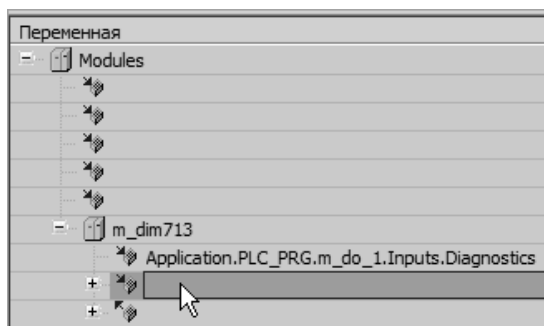 Переменная
Modules
m_dim713
Application.PLC_PRG.m_do_1.Inputs.Diagnostics